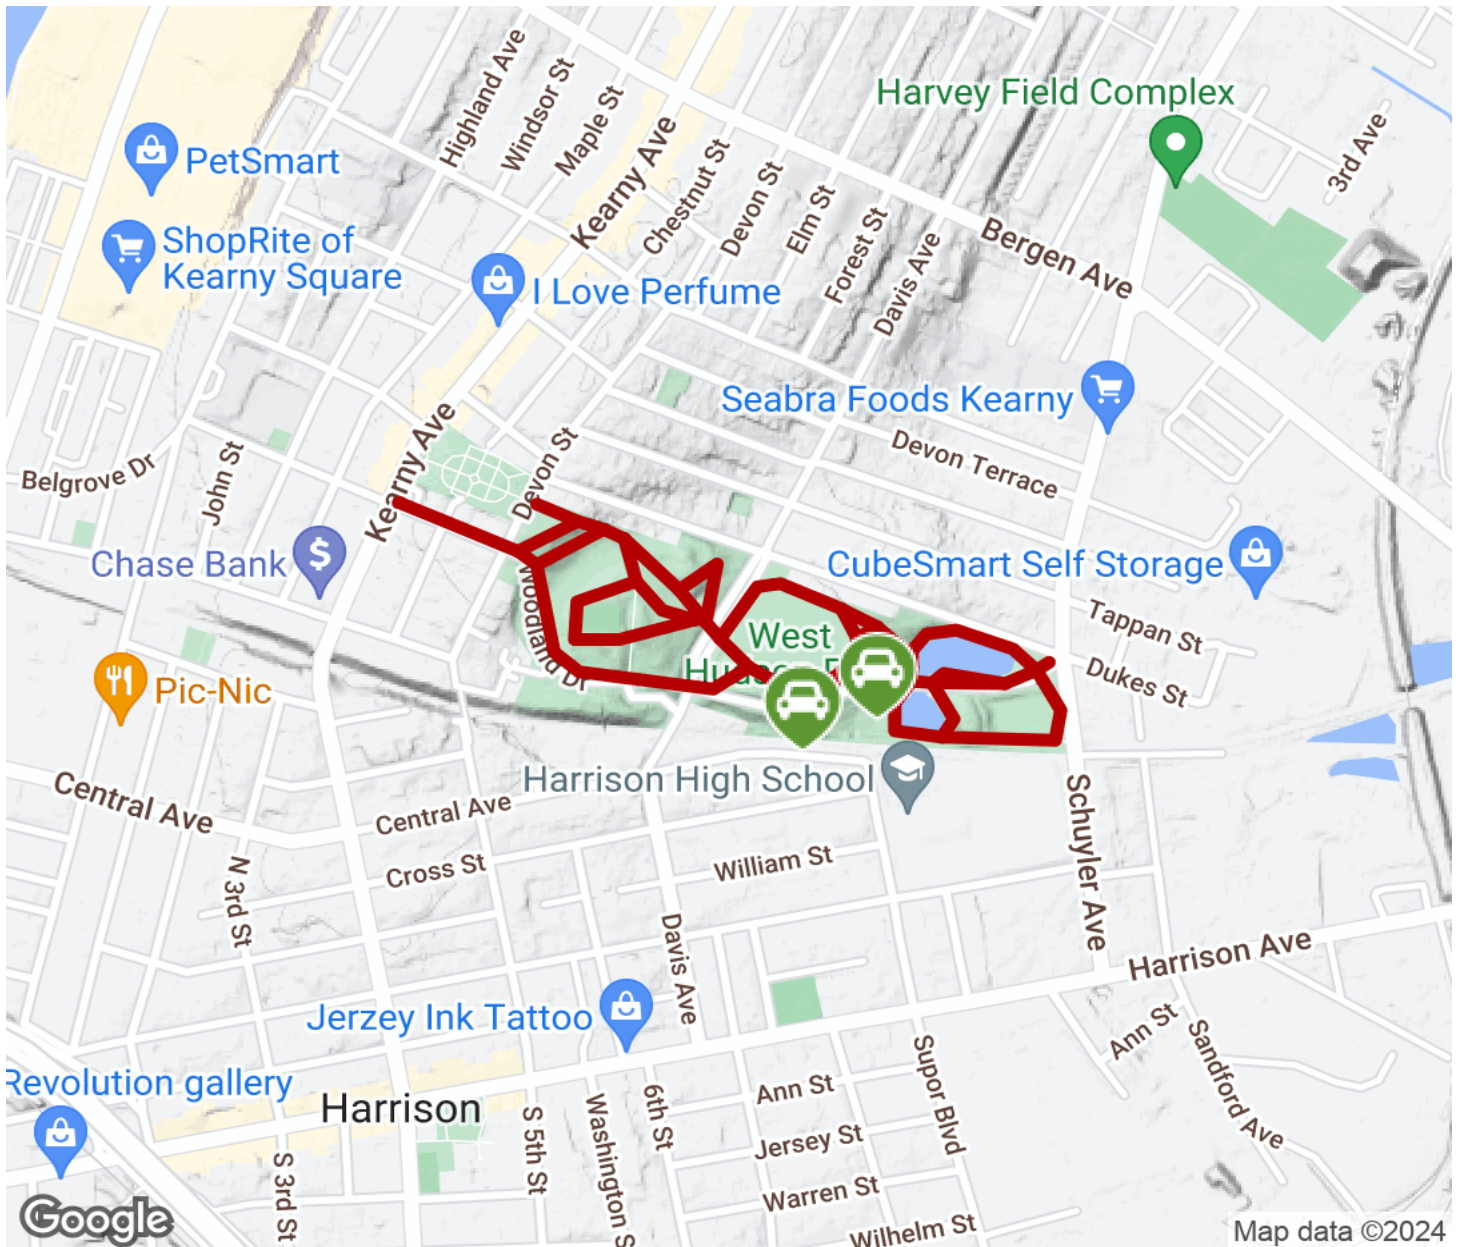 Highland Ave
Windsor St
Maple St
Kearny Ave
Chestnut St
Devon St
Elm St
Forest St
Davis Ave
Harvey Field Complex
3rd Ave
Bergen Ave
PetSmart
ShopRite of
Kearny Square
I Love Perfume
Seabra Foods Kearny
Devon Terrace
Belgrove Dr
John St
Kearny Ave
Devon St
Chase Bank
CubeSmart Self Storage
Woodland Dr
West
Tappan St
Dukes St
Pic-Nic
Harrison High School
Central Ave
Central Ave
Cross St
William St
Schuyler Ave
N 3rd St
Davis Ave
Harrison Ave
Jerzey Ink Tattoo
Ann St
Sandford Ave
Revolution gallery
Harrison
S 3rd St
S 5th St
Washington S
6th St
Ann St
Supor Blvd
Jersey St
Warren St
Wilhelm St
Google
Map data ©2024